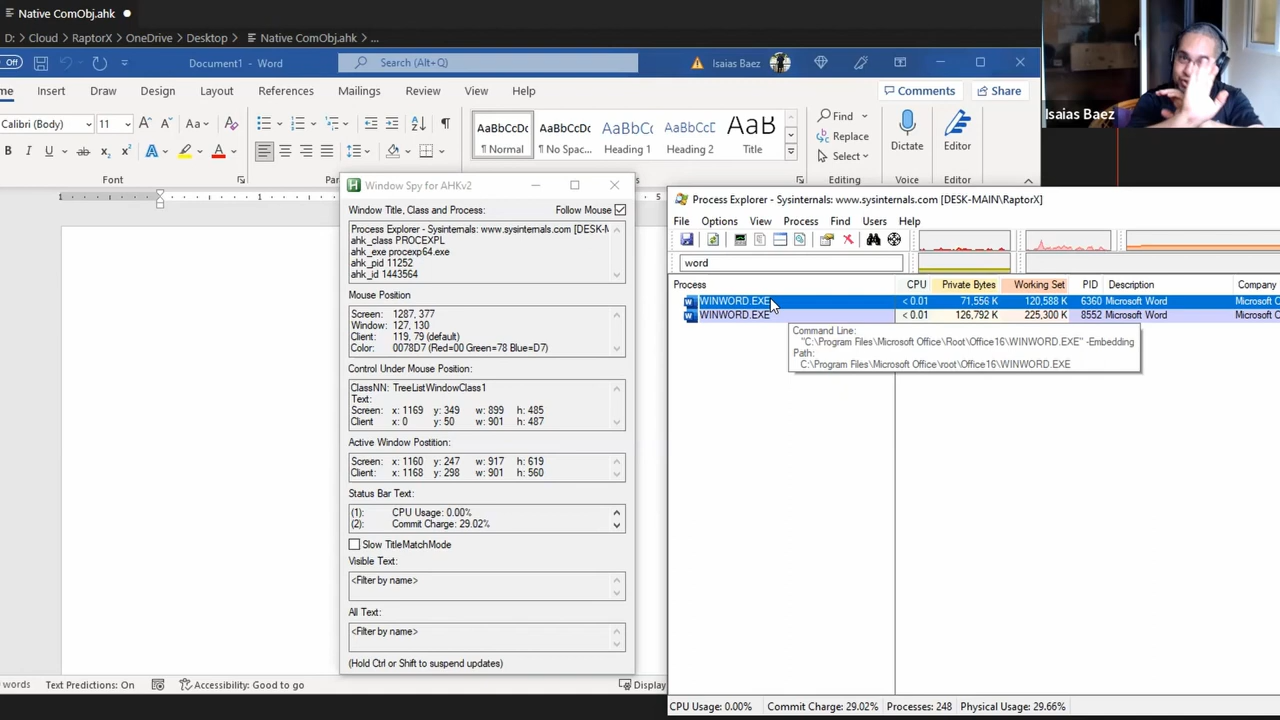 Native ComObj.ahk
D: > Cloud > RaptorX > OneDrive > Desktop > Native ComObj.ahk > ...
Off
Document1 - Word
Search (Alt+Q)
Isaias Baez
me Insert Draw Design Layout References Mailings Review View Help
Comments Share
Calibri (Body) 11
AaBbCcDc AaBbCcDc AaBbCc AaBbCcD AaB
¶ Normal ¶ No Spac... Heading 1 Heading 2 Title
Find
Replace
Select
Dictate
Editor
Font
Par
Styles
Editing
Voice
Editor
Isaias Baez
Window Spy for AHKv2
Window Title, Class and Process: Follow Mouse
Process Explorer - Sysinternals: www.sysinternals.com [DESK-M
ahk_class PROCEXPL
ahk_exe procexp64.exe
ahk_pid 11252
ahk_id 1443564
Mouse Position
Screen: 1287, 377
Window: 127, 130
Client: 119, 79 (default)
Color: 0078D7 (Red=00 Green=78 Blue=D7)
Control Under Mouse Position:
ClassNN: TreeListWindowClass1
Text:
Screen: x: 1169 y: 349 w: 899 h: 485
Client x: 0 y: 50 w: 901 h: 487
Active Window Postition:
Screen: x: 1160 y: 247 w: 917 h: 619
Client: x: 1168 y: 298 w: 901 h: 560
Status Bar Text:
(1): CPU Usage: 0.00%
(2): Commit Charge: 29.02%
Slow TitleMatchMode
Visible Text:
<Filter by name>
All Text:
<Filter by name>
(Hold Ctrl or Shift to suspend updates)
Process Explorer - Sysinternals: www.sysinternals.com [DESK-MAIN\RaptorX]
File Options View Process Find Users Help
word
Process CPU Private Bytes Working Set PID Description Company
WINWORD.EXE < 0.01 71,556 K 120,588 K 6360 Microsoft Word Microsoft C
WINWORD.EXE < 0.01 126,792 K 225,300 K 8552 Microsoft Word Microsoft C
Command Line:
"C:\Program Files\Microsoft Office\Root\Office16\WINWORD.EXE" -Embedding
Path:
C:\Program Files\Microsoft Office\root\Office16\WINWORD.EXE
words Text Predictions: On Accessibility: Good to go Display
CPU Usage: 0.00% Commit Charge: 29.02% Processes: 248 Physical Usage: 29.66%